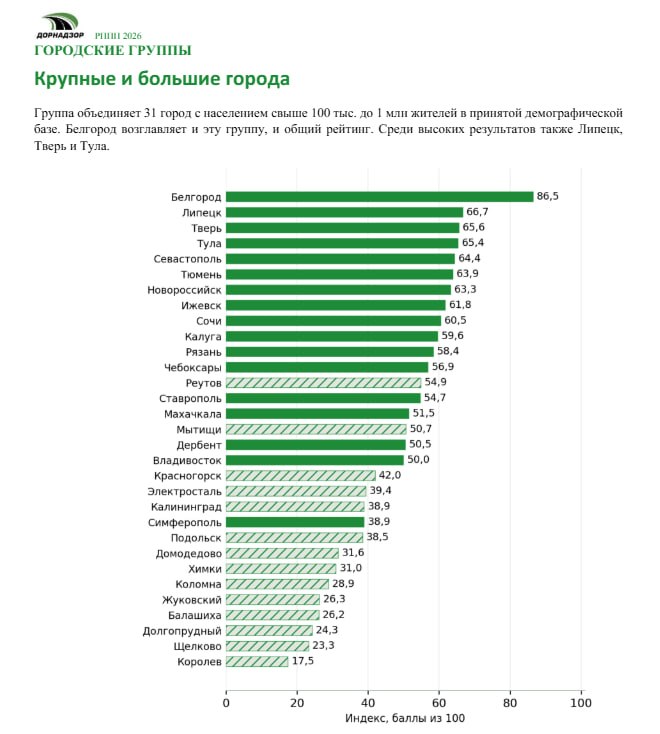 ДОРНАДЗОР
РНПП 2026
ГОРОДСКИЕ ГРУППЫ
Крупные и большие города
Группа объединяет 31 город с населением свыше 100 тыс. до 1 млн жителей в принятой демографической
базе. Белгород возглавляет и эту группу, и общий рейтинг. Среди высоких результатов также Липецк,
Тверь и Тула.
Белгород 86,5
Липецк 66,7
Тверь 65,6
Тула 65,4
Севастополь 64,4
Тюмень 63,9
Новороссийск 63,3
Ижевск 61,8
Сочи 60,5
Калуга 59,6
Рязань 58,4
Чебоксары 56,9
Реутов 54,9
Ставрополь 54,7
Махачкала 51,5
Мытищи 50,7
Дербент 50,5
Владивосток 50,0
Красногорск 42,0
Электросталь 39,4
Калининград 38,9
Симферополь 38,9
Подольск 38,5
Домодедово 31,6
Химки 31,0
Коломна 28,9
Жуковский 26,3
Балашиха 26,2
Долгопрудный 24,3
Щелково 23,3
Королев 17,5
0 20 40 60 80 100
Индекс, баллы из 100